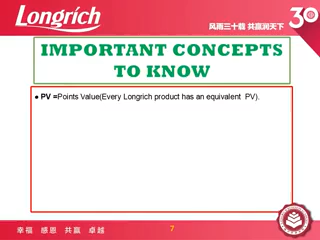 Longrich
风雨三十载 共赢润天下
30
IMPORTANT CONCEPTS
TO KNOW
● PV =Points Value(Every Longrich product has an equivalent PV).
幸福 感恩 共赢 卓越
7